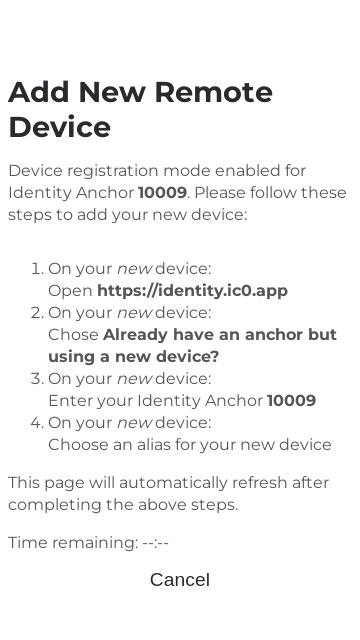 Add New Remote
Device
Device registration mode enabled for
Identity Anchor 10009. Please follow these
steps to add your new device:
1. On your new device:
Open https://identity.ic0.app
2. On your new device:
Chose Already have an anchor but
using a new device?
3. On your new device:
Enter your Identity Anchor 10009
4. On your new device:
Choose an alias for your new device
This page will automatically refresh after
completing the above steps.
Time remaining: --:--
Cancel